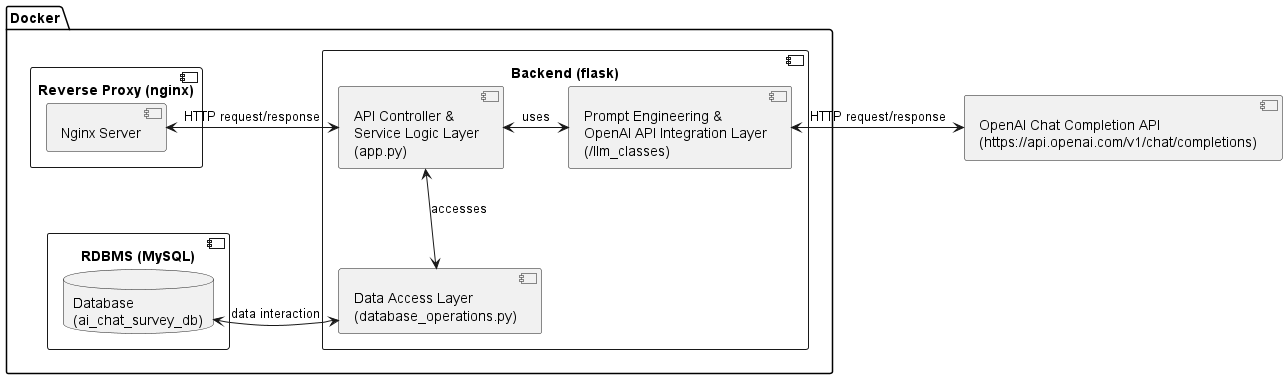 Docker
Reverse Proxy (nginx)
Nginx Server
HTTP request/response
Backend (flask)
API Controller &
Service Logic Layer
(app.py)
uses
Prompt Engineering &
OpenAI API Integration Layer
(/llm_classes)
HTTP request/response
OpenAI Chat Completion API
(https://api.openai.com/v1/chat/completions)
accesses
RDBMS (MySQL)
Database
(ai_chat_survey_db)
data interaction
Data Access Layer
(database_operations.py)